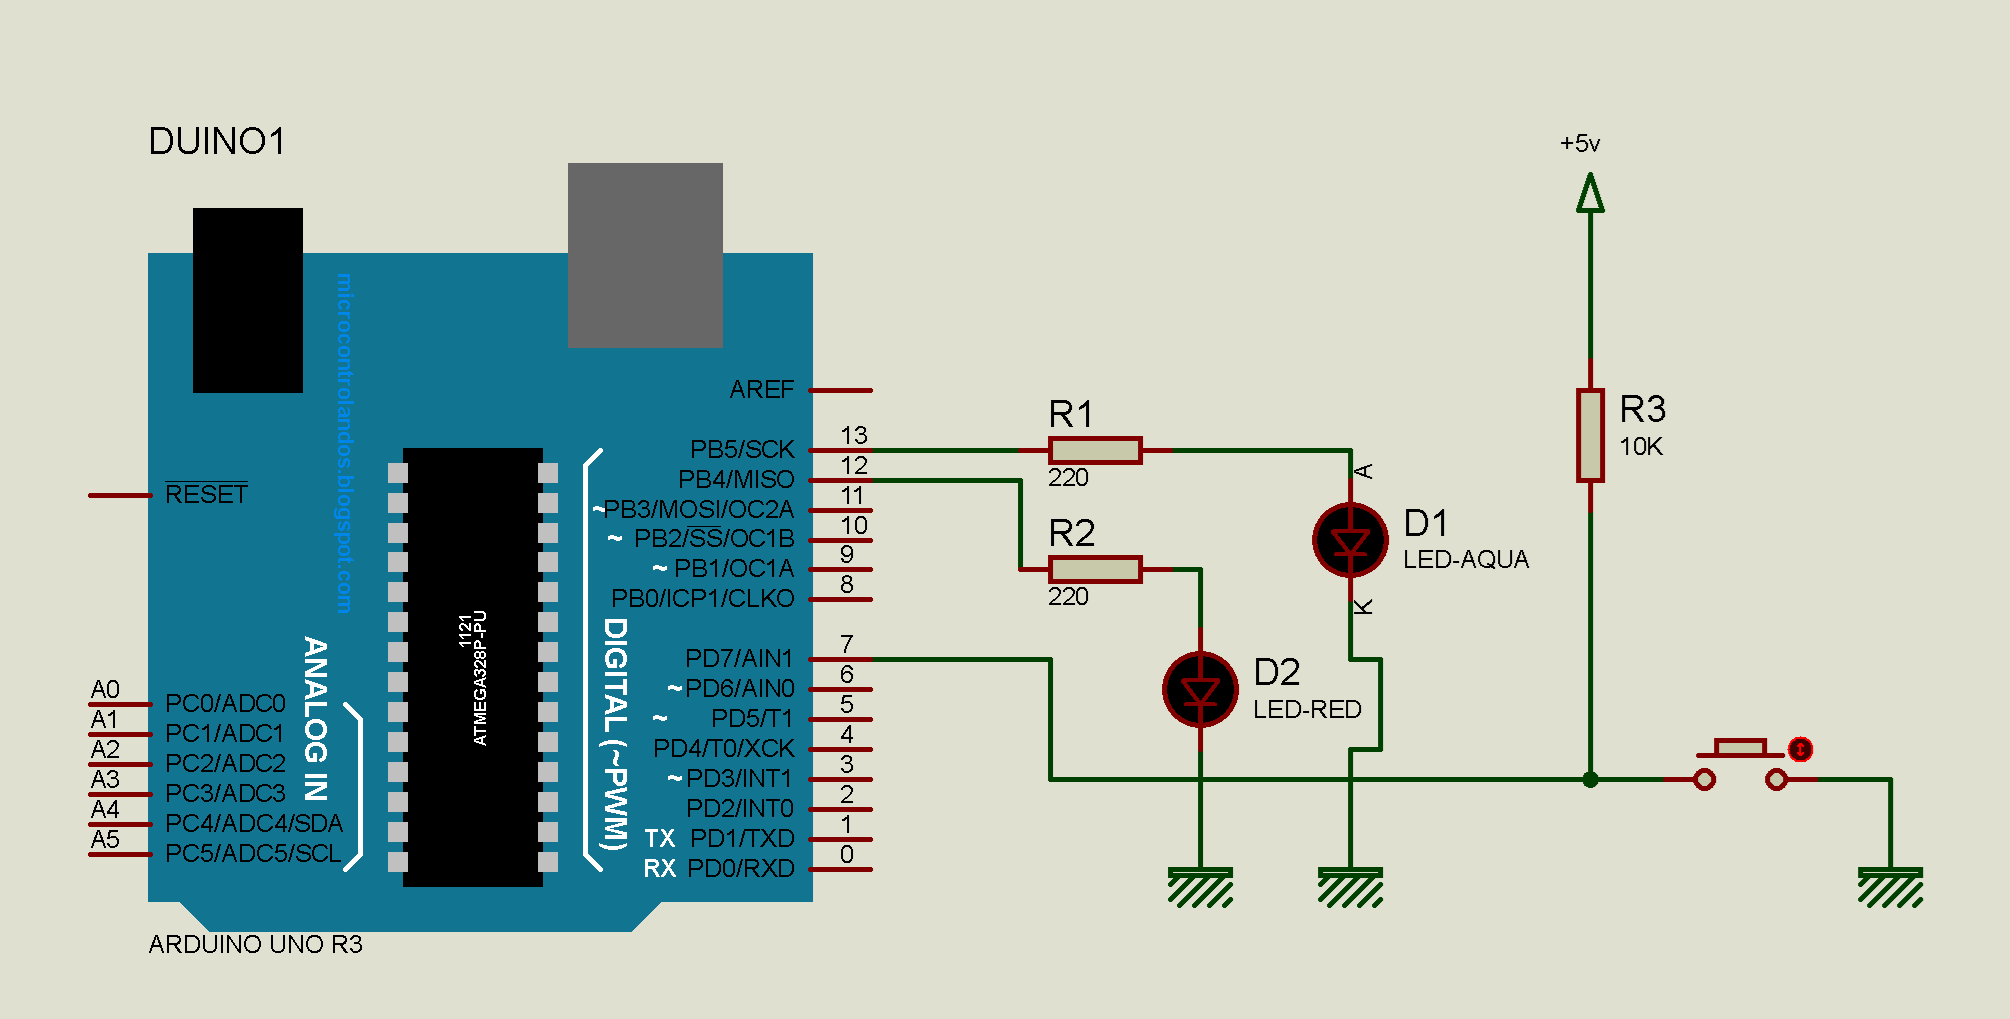 DUINO1
+5v
microcontrolandos.blogspot.com
AREF
PB5/SCK 13
PB4/MISO 12
~PB3/MOSI/OC2A 11
~ PB2/SS/OC1B 10
~ PB1/OC1A 9
PB0/ICP1/CLKO 8
PD7/AIN1 7
~PD6/AIN0 6
~ PD5/T1 5
PD4/T0/XCK 4
~PD3/INT1 3
PD2/INT0 2
TX PD1/TXD 1
RX PD0/RXD 0
RESET
A0 PC0/ADC0
A1 PC1/ADC1
A2 PC2/ADC2
A3 PC3/ADC3
A4 PC4/ADC4/SDA
A5 PC5/ADC5/SCL
ANALOG IN
1121
ATMEGA328P-PU
DIGITAL (~PWM)
ARDUINO UNO R3
R1
220
R2
220
A
D1
LED-AQUA
K
D2
LED-RED
R3
10K